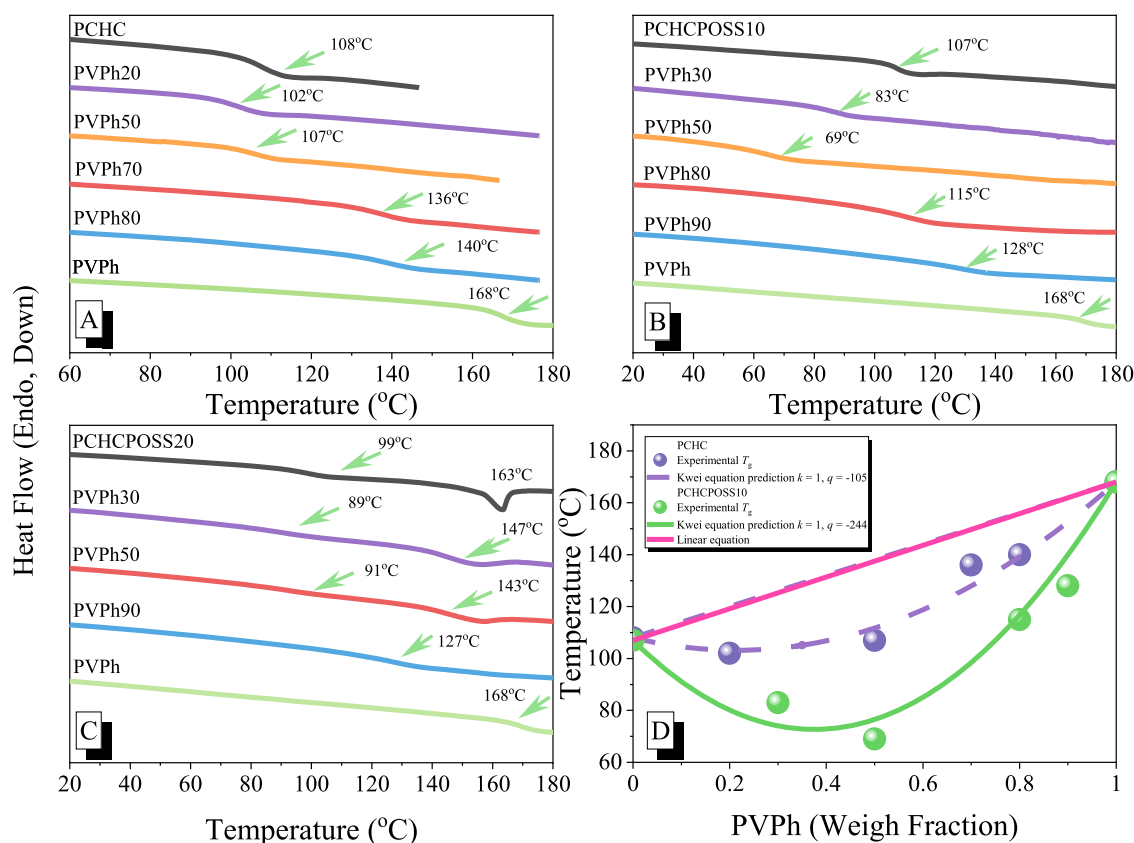 Heat Flow (Endo, Down)
PCHC
108°C
PVPh20
102°C
PVPh50
107°C
PVPh70
136°C
PVPh80
140°C
PVPh
168°C
A
60 80 100 120 140 160 180
Temperature (°C)
PCHCPOSS10
107°C
PVPh30
83°C
PVPh50
69°C
PVPh80
115°C
PVPh90
128°C
PVPh
168°C
B
20 40 60 80 100 120 140 160 180
Temperature (°C)
PCHCPOSS20
99°C
163°C
PVPh30
89°C
147°C
PVPh50
91°C
143°C
PVPh90
127°C
PVPh
168°C
C
20 40 60 80 100 120 140 160 180
Temperature (°C)
PCHC
Experimental Tg
Kwei equation prediction k = 1, q = -105
PCHCPOSS10
Experimental Tg
Kwei equation prediction k = 1, q = -244
Linear equation
Temperature (°C)
180
160
140
120
100
80
60
D
0 0.2 0.4 0.6 0.8 1
PVPh (Weigh Fraction)